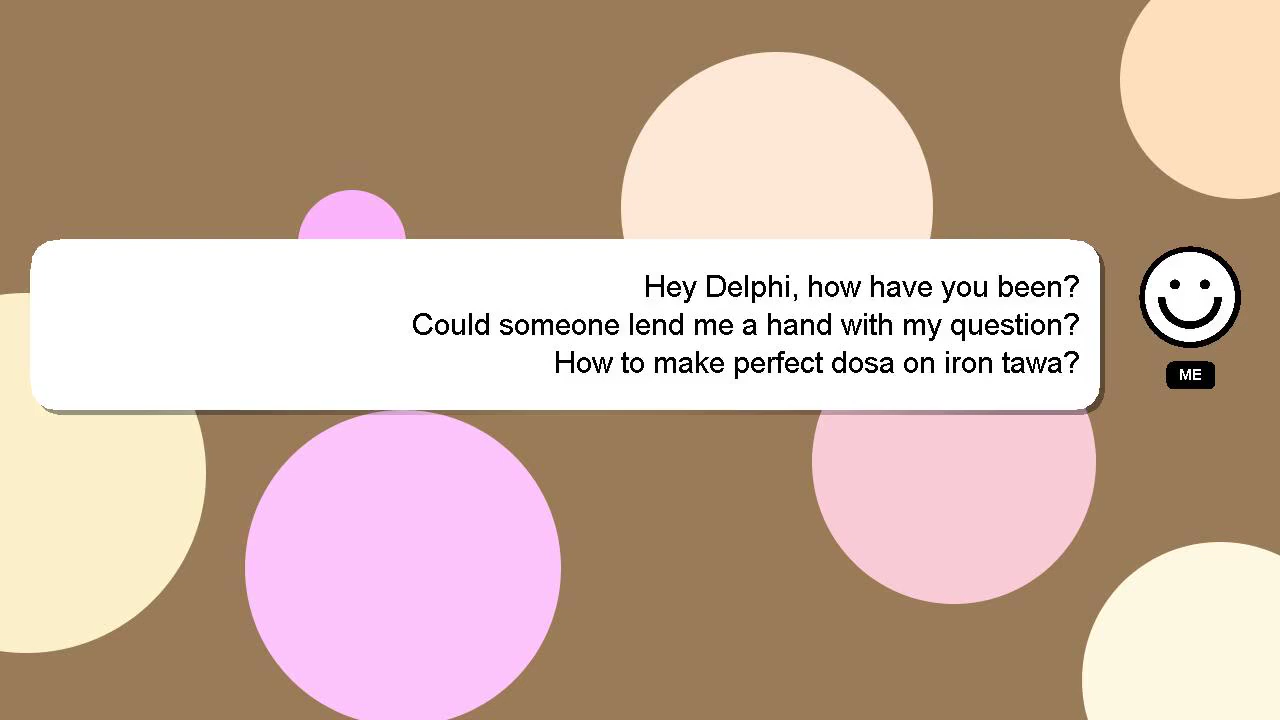 Hey Delphi, how have you been?
Could someone lend me a hand with my question?
How to make perfect dosa on iron tawa?
ME